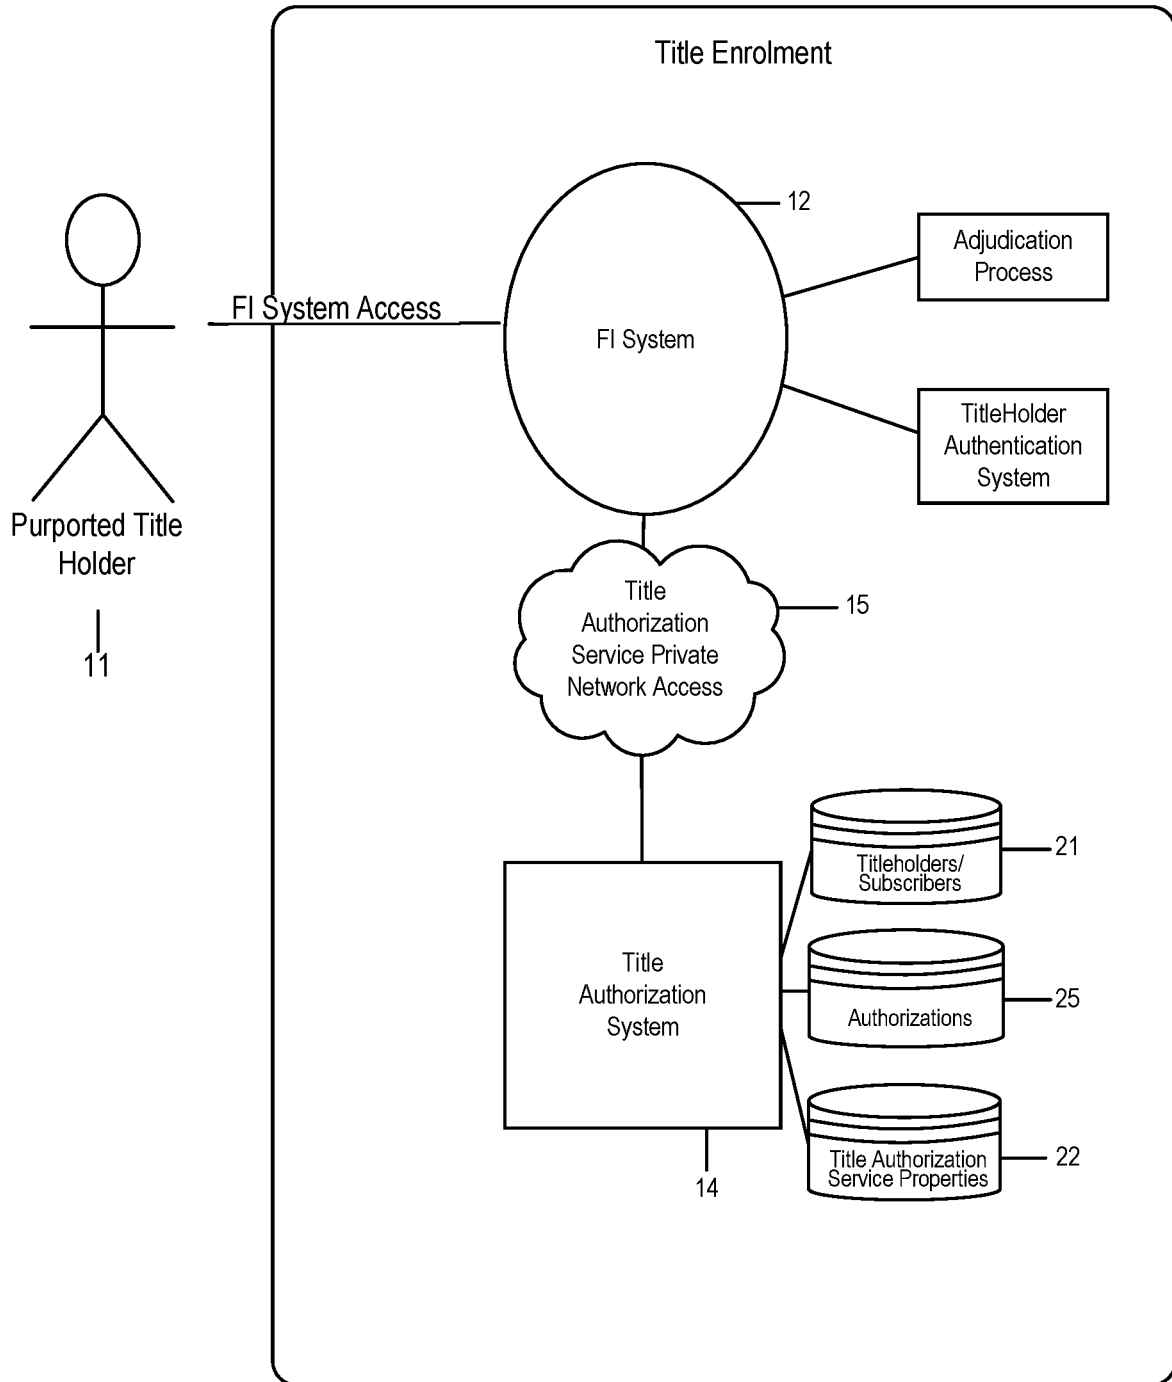 Title Enrolment
12
Adjudication
Process
FI System Access
FI System
TitleHolder
Authentication
System
Purported Title
Holder
11
Title
Authorization
Service Private
Network Access
15
Titleholders/
Subscribers
21
Title
Authorization
System
Authorizations
25
Title Authorization
Service Properties
22
14